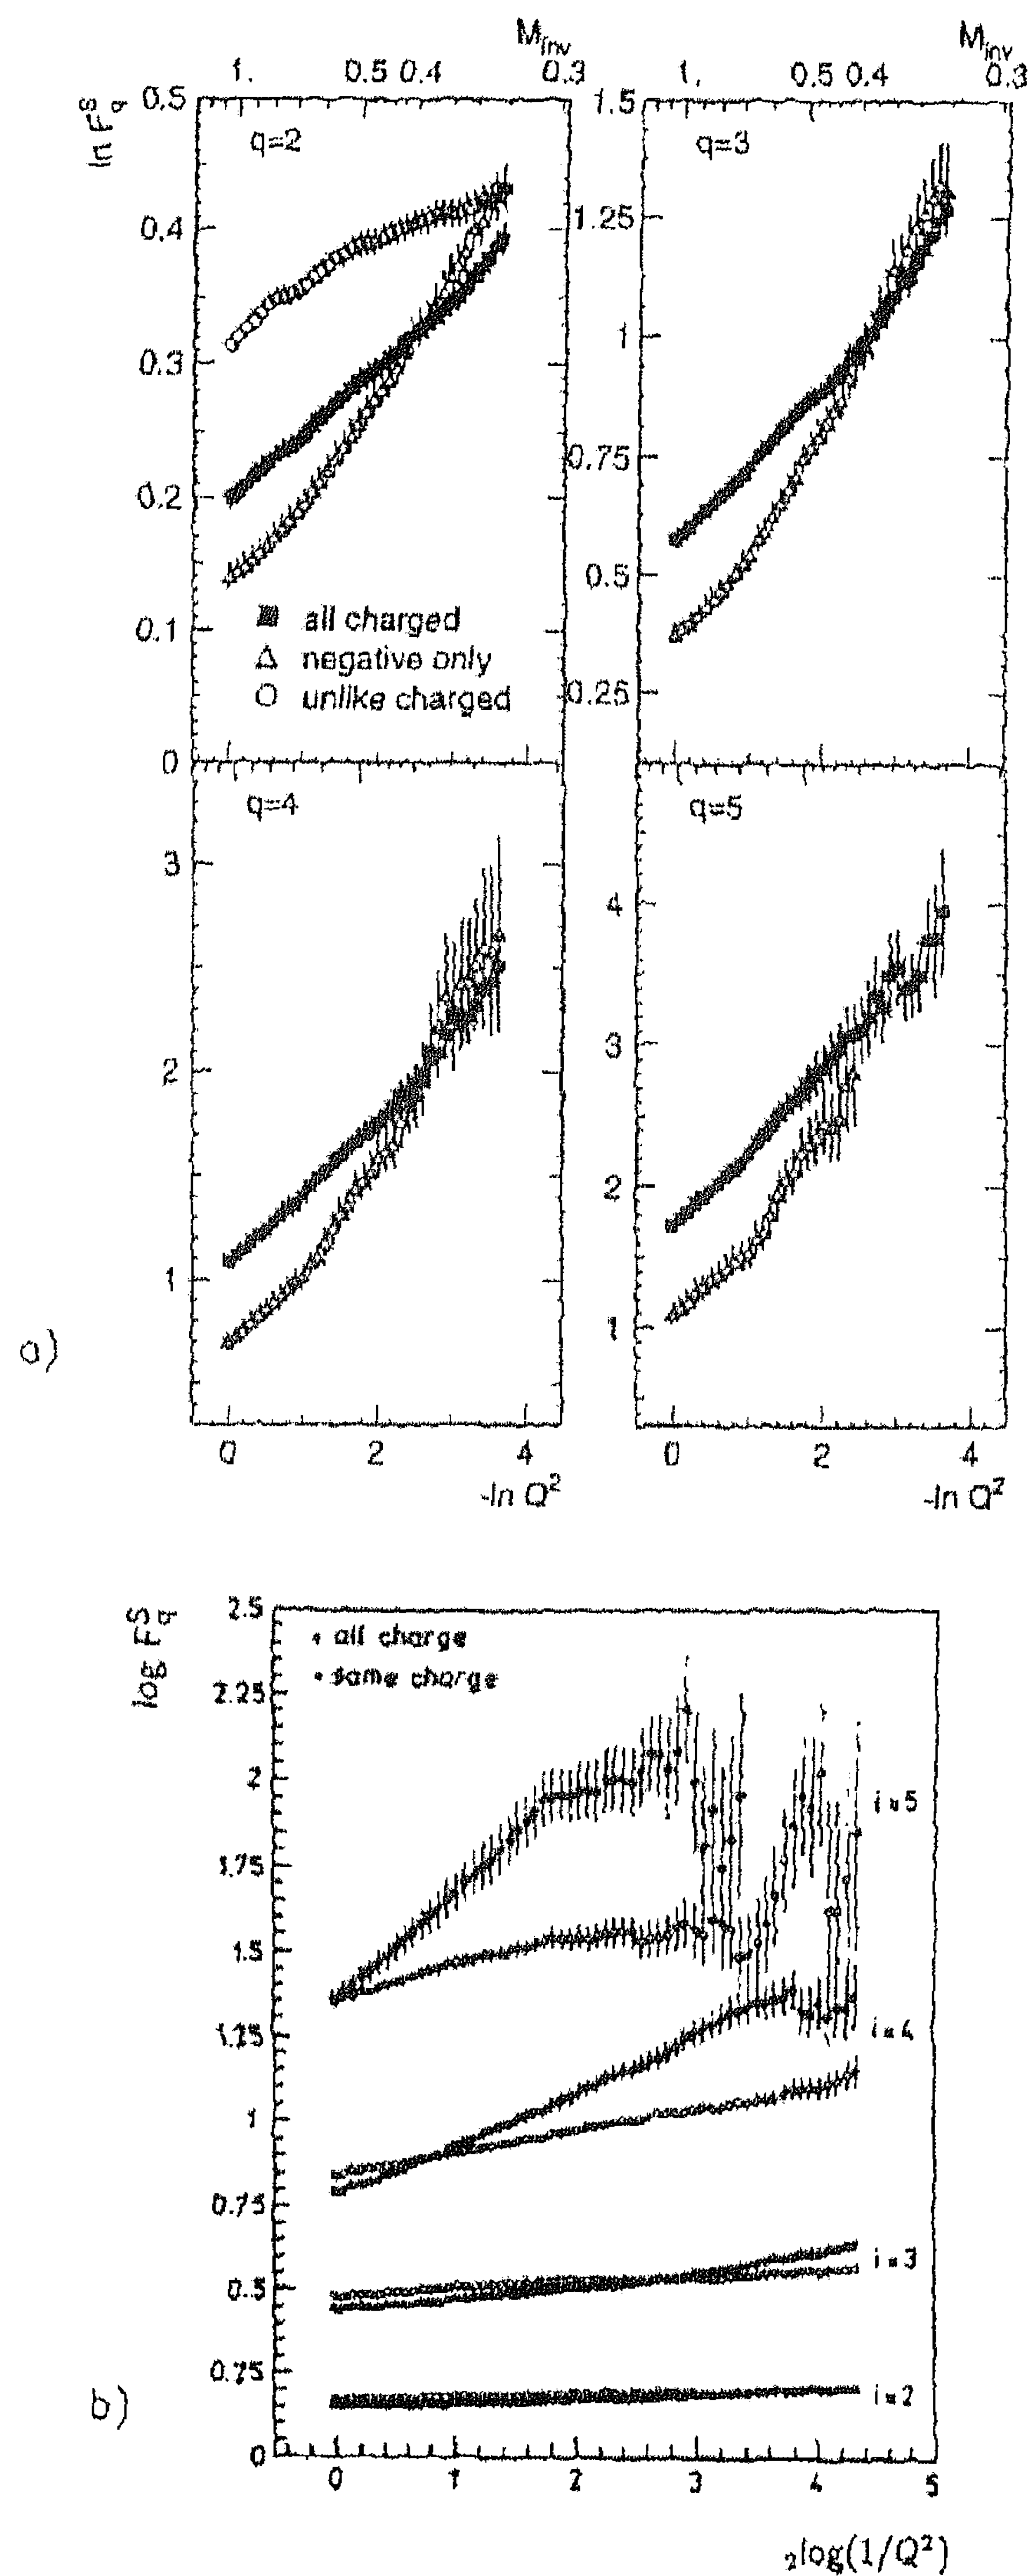 M_inv M_inv
1. 0.5 0.4 0.3 1. 0.5 0.4 0.3
ln F_q^S
0.5
0.4
0.3
0.2
0.1
0
q=2
■ all charged
△ negative only
○ unlike charged
1.5
1.25
1
0.75
0.5
0.25
q=3
3
2
1
q=4
4
3
2
1
q=5
a)
0 2 4 0 2 4
-ln Q² -ln Q²
log F_q^S
2.5
2.25
2
1.75
1.5
1.25
1
0.75
0.5
0.25
0
all charge
same charge
i=5
i=4
i=3
i=2
b)
0 1 2 3 4 5
₂log(1/Q²)